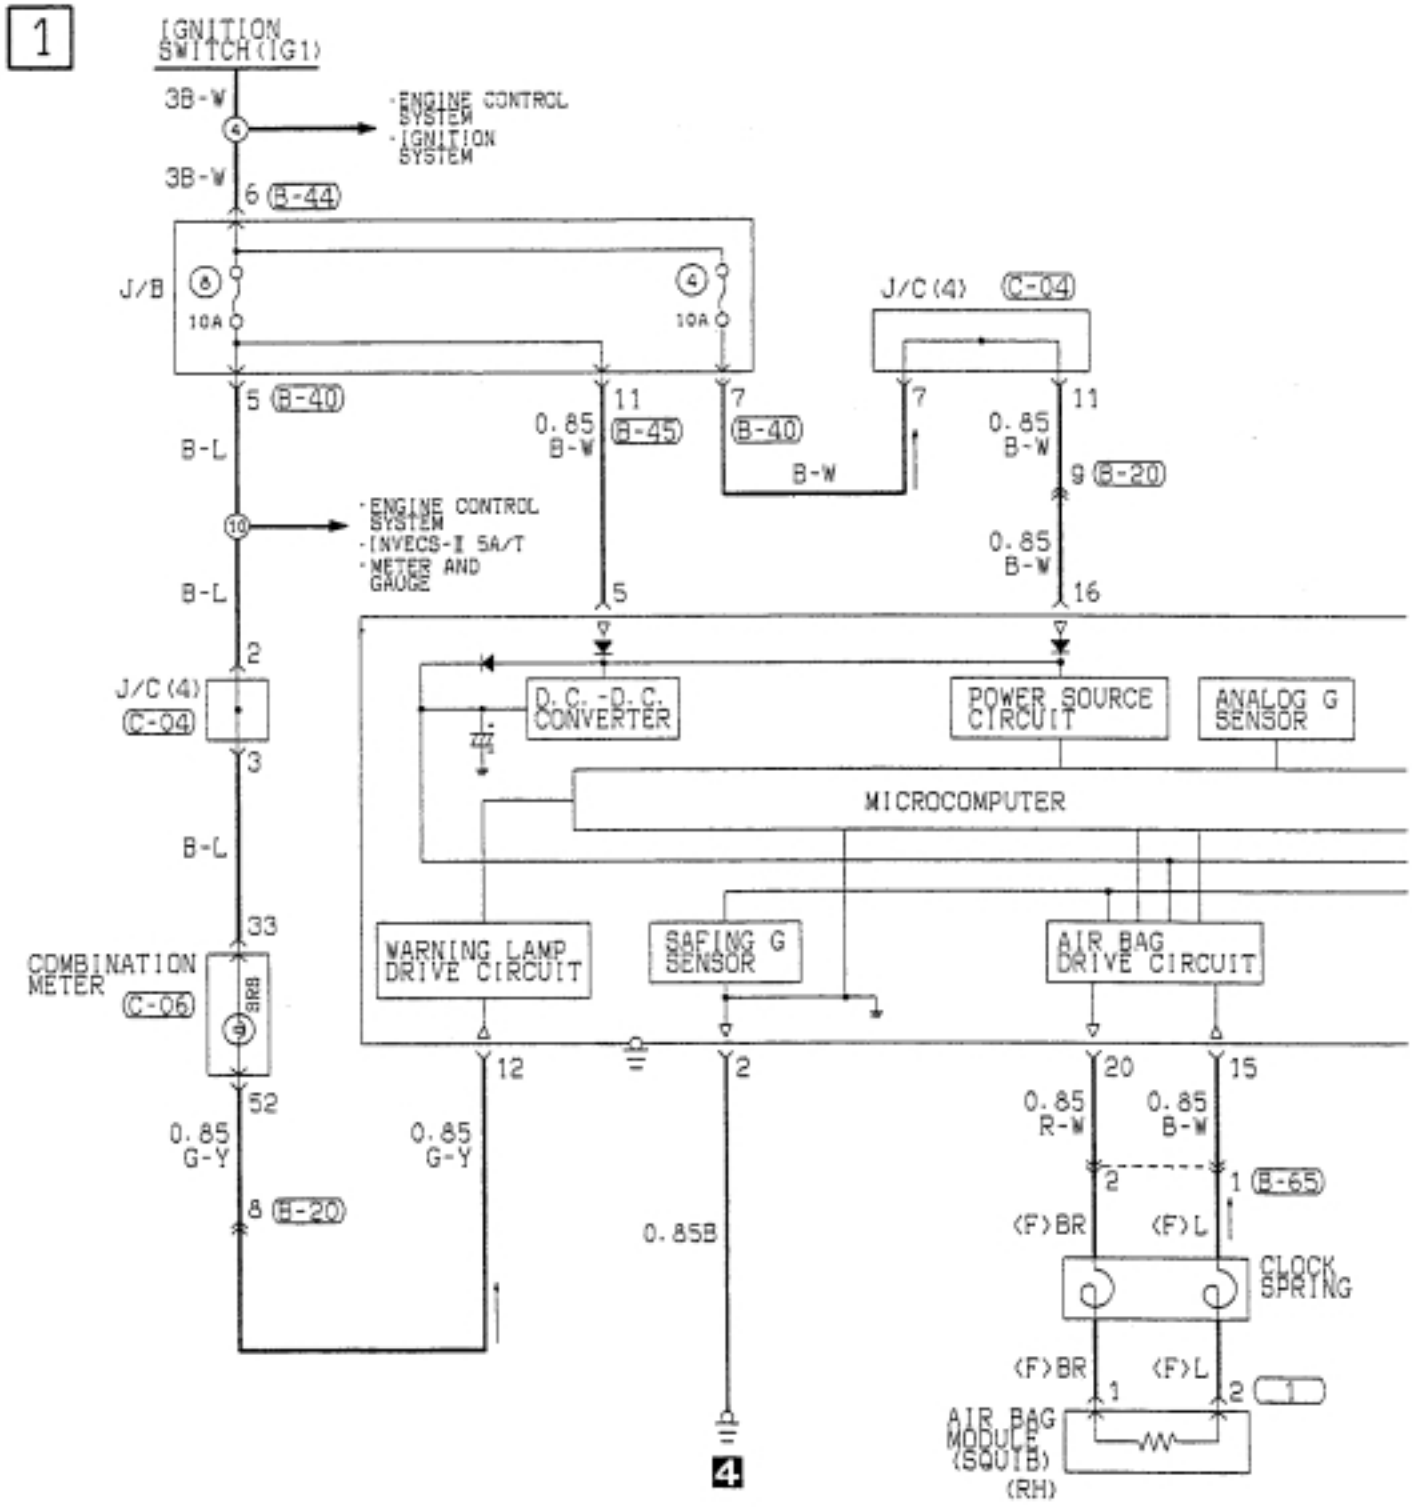 1
IGNITION
SWITCH(IG1)
3B-W
4
·ENGINE CONTROL
SYSTEM
·IGNITION
SYSTEM
3B-W
6 B-44
J/B
8
10A
4
10A
J/C(4) C-04
5 B-40
11
B-45
7
B-40
7
11
0.85
B-W
B-W
0.85
B-W
9 B-20
B-L
10
·ENGINE CONTROL
SYSTEM
·INVECS-II 5A/T
·METER AND
GAUGE
0.85
B-W
B-L
5
16
2
J/C(4)
C-04
3
D.C.-D.C.
CONVERTER
POWER SOURCE
CIRCUIT
ANALOG G
SENSOR
MICROCOMPUTER
B-L
33
COMBINATION
METER
C-06
BRB
WARNING LAMP
DRIVE CIRCUIT
SAFING G
SENSOR
AIR BAG
DRIVE CIRCUIT
52
12
2
20
15
0.85
G-Y
0.85
G-Y
0.85
R-W
0.85
B-W
8 B-20
2
1 B-65
0.85B
(F)BR
(F)L
CLOCK
SPRING
(F)BR
(F)L
1
2 1
AIR BAG
MODULE
(SQUIB)
(RH)
4